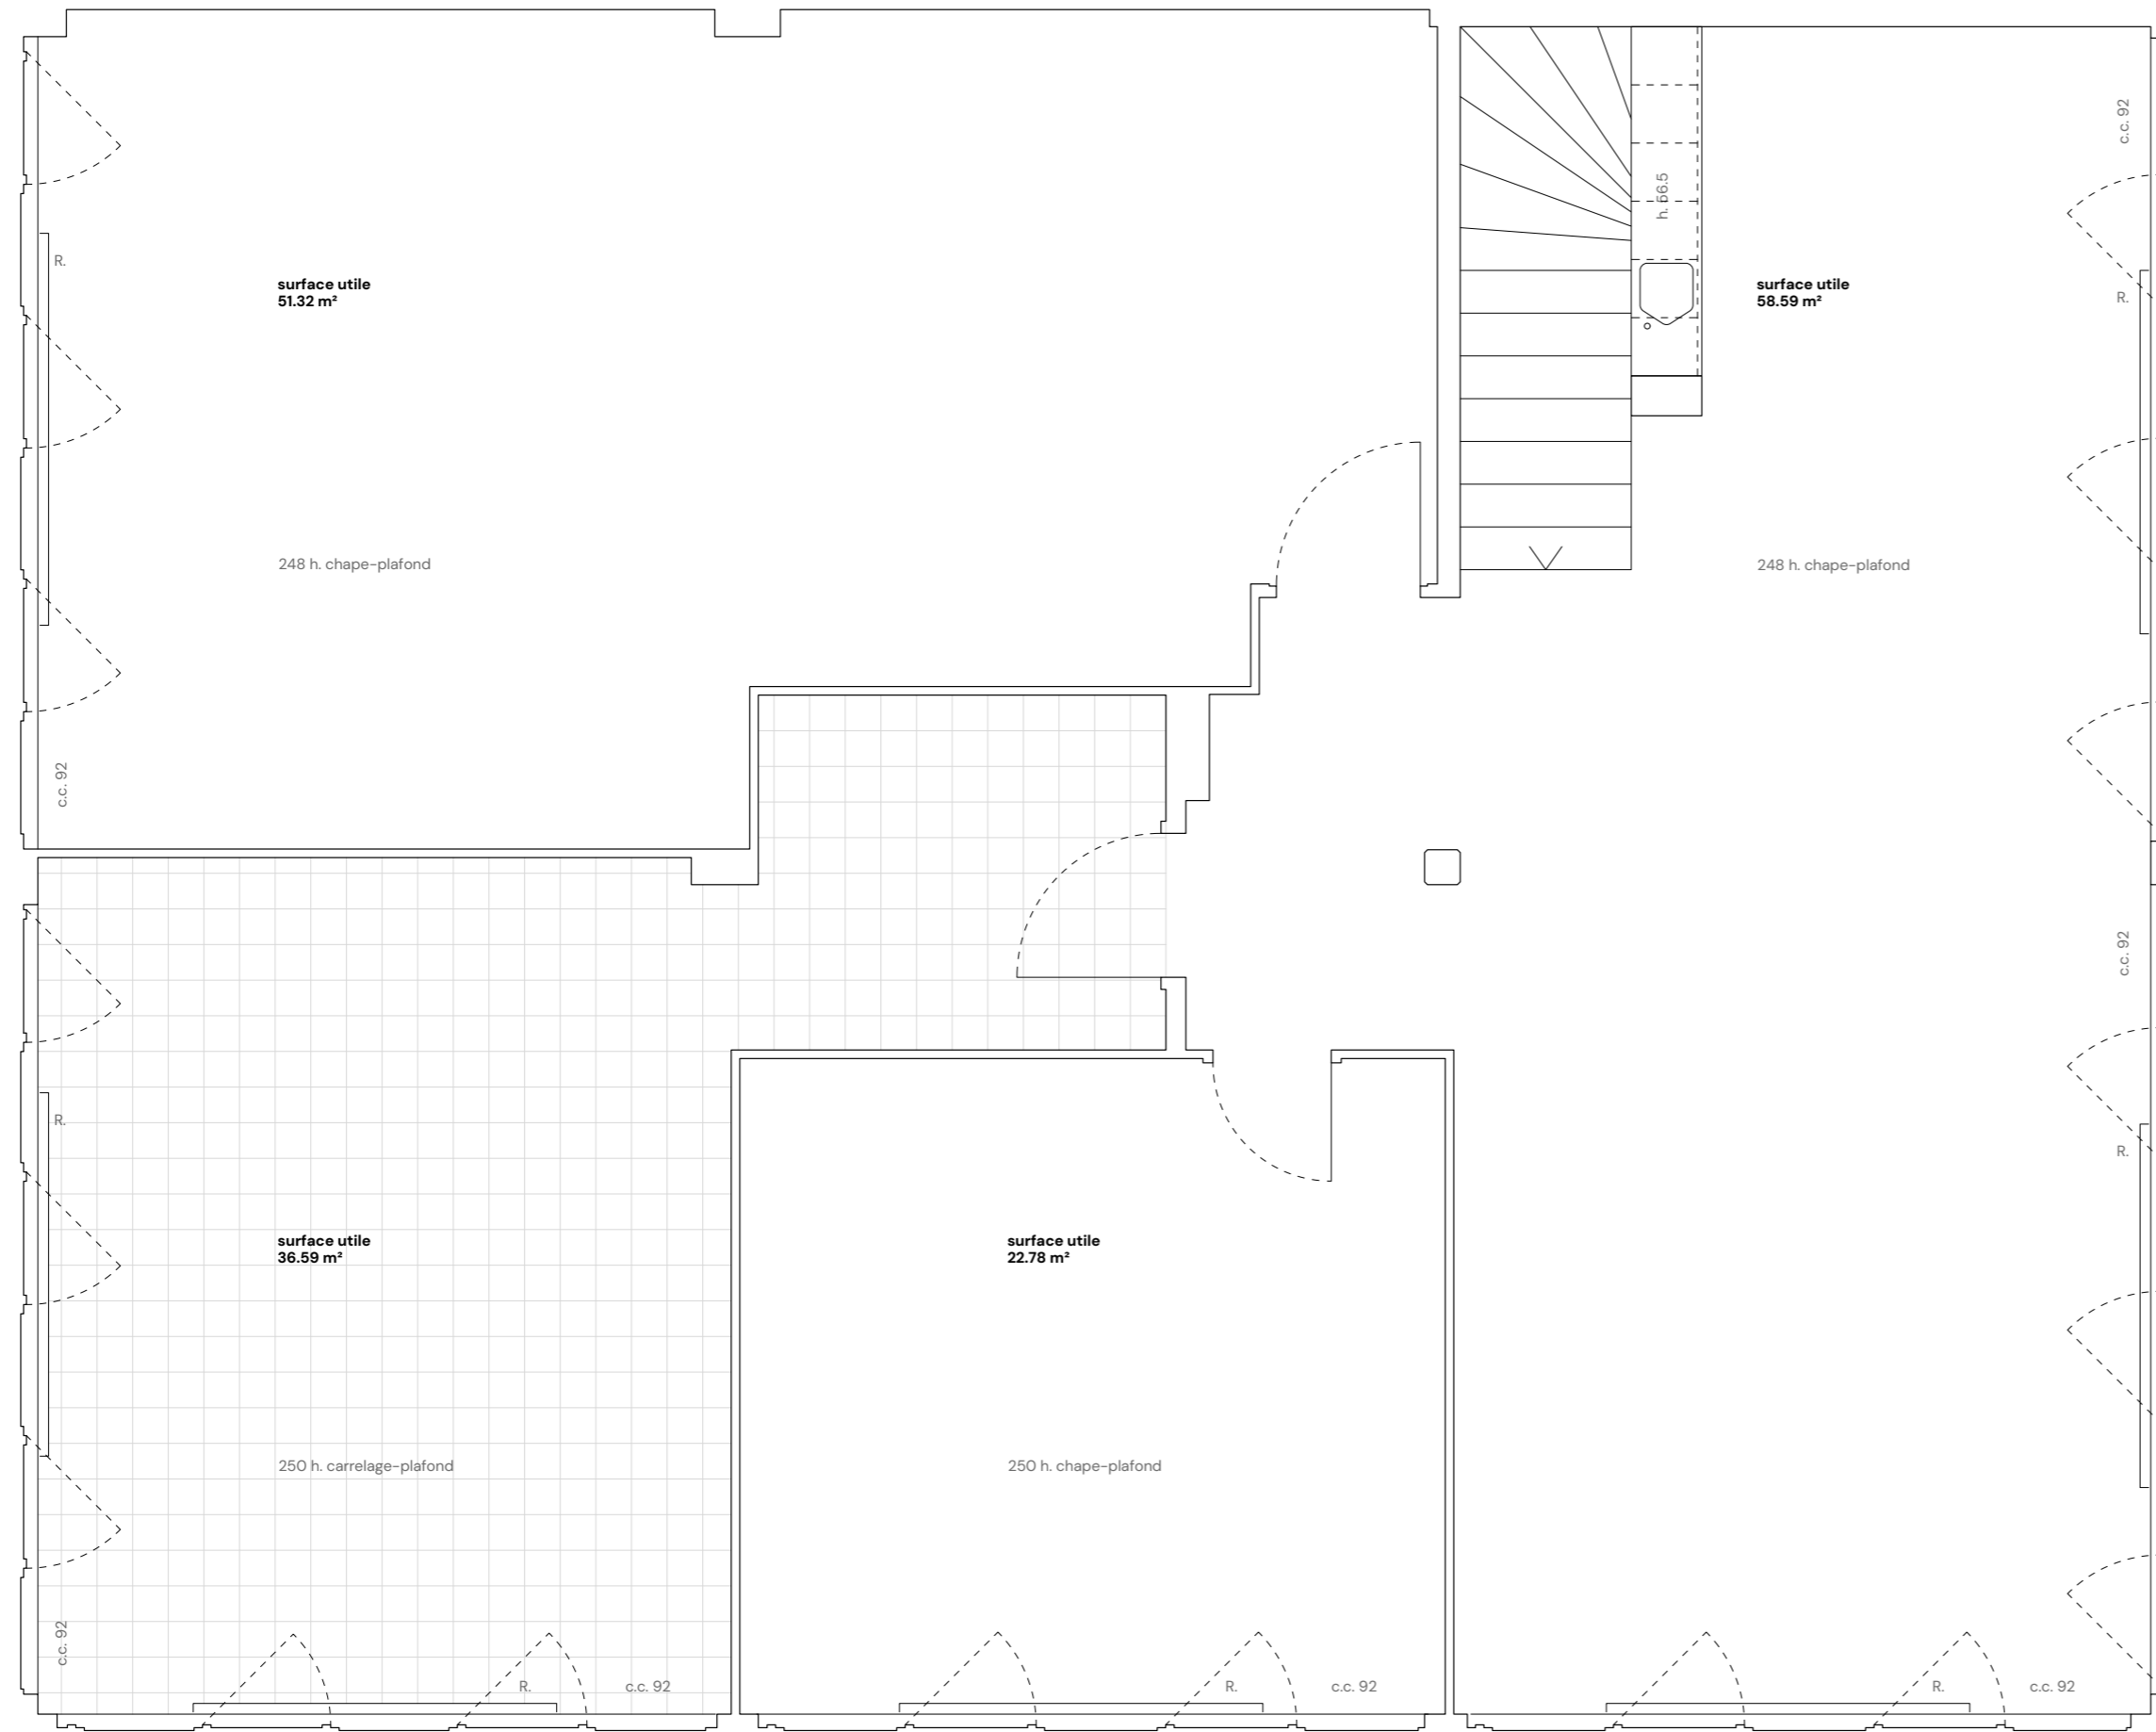 c.c. 92
h. 66.5
R.
surface utile
51.32 m²
surface utile
58.59 m²
R.
248 h. chape-plafond
248 h. chape-plafond
c.c. 92
c.c. 92
R.
R.
surface utile
36.59 m²
surface utile
22.78 m²
250 h. carrelage-plafond
250 h. chape-plafond
c.c. 92
R.
c.c. 92
R.
c.c. 92
R.
c.c. 92